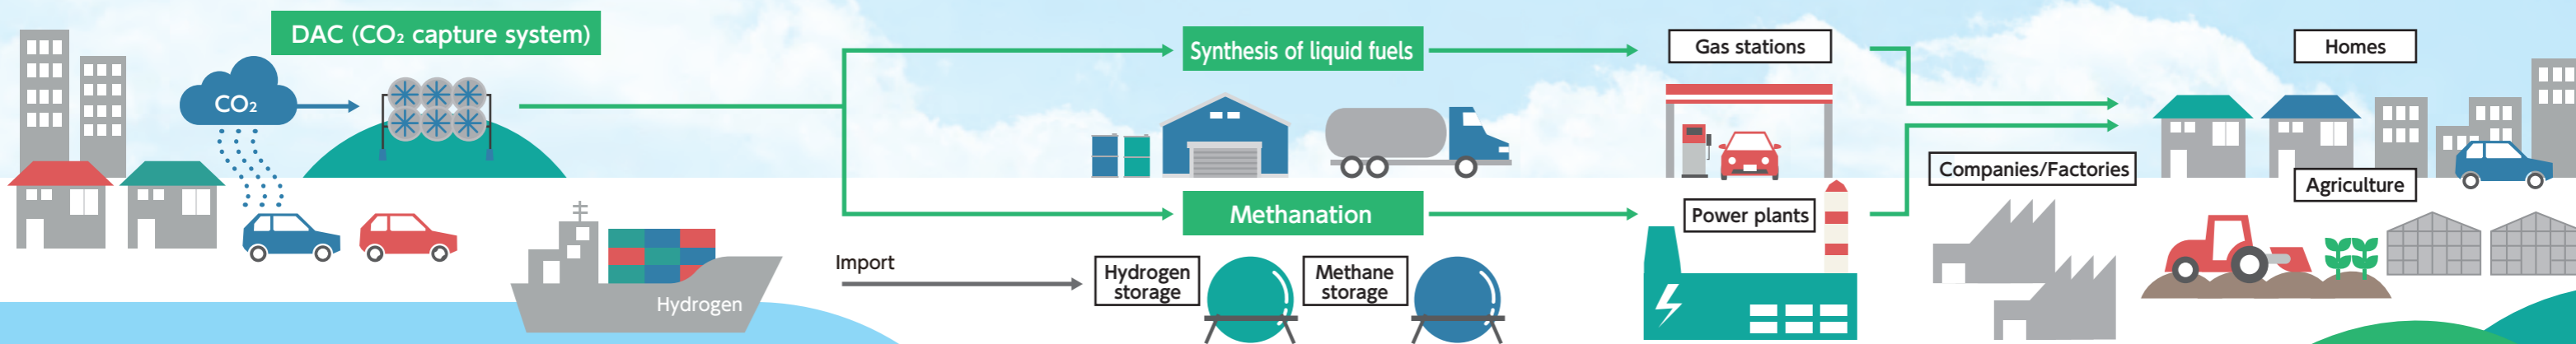 DAC (CO₂ capture system)
CO₂
Synthesis of liquid fuels
Gas stations
Homes
Companies/Factories
Agriculture
Methanation
Power plants
Import
Hydrogen
storage
Methane
storage
Hydrogen